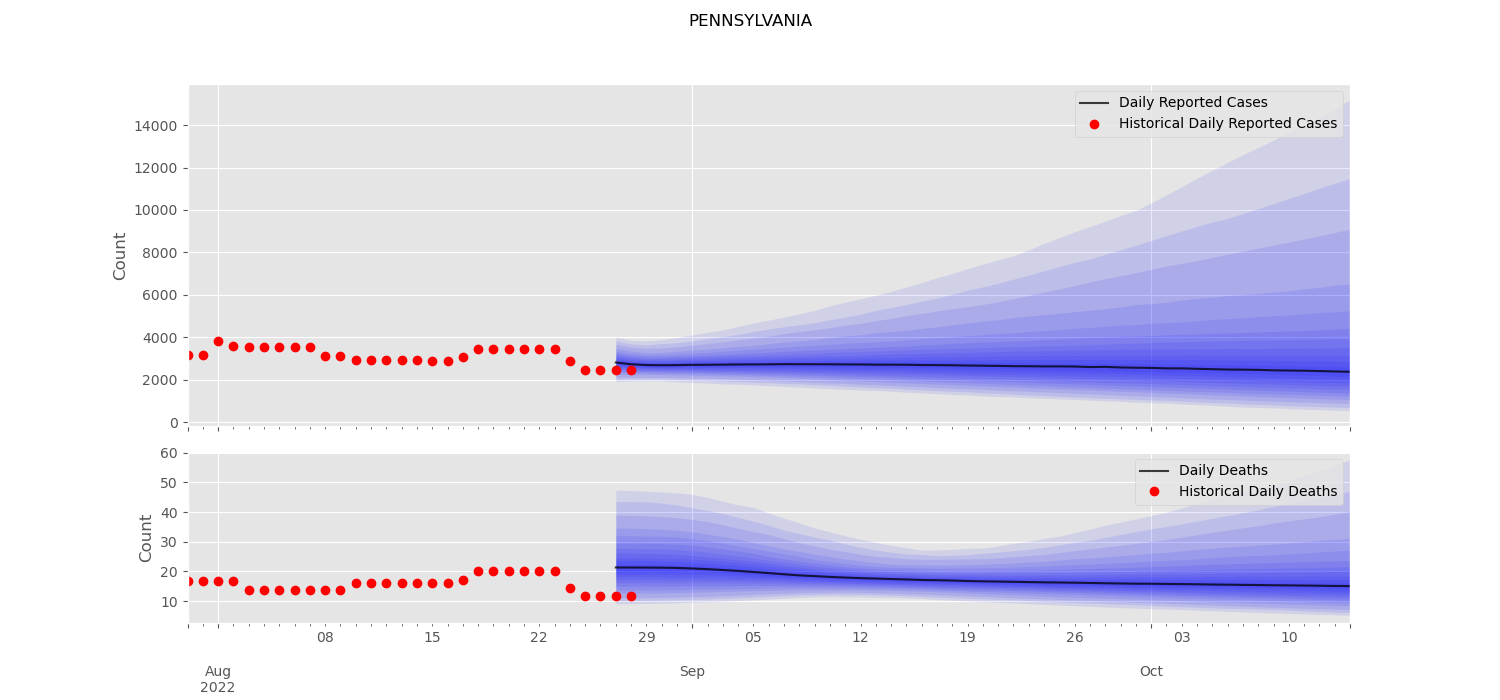 PENNSYLVANIA
Daily Reported Cases
Historical Daily Reported Cases
14000
12000
10000
8000
6000
4000
2000
0
Count
Daily Deaths
Historical Daily Deaths
60
50
40
30
20
10
Count
08 15 22 29 05 12 19 26 03 10
Aug Sep Oct
2022